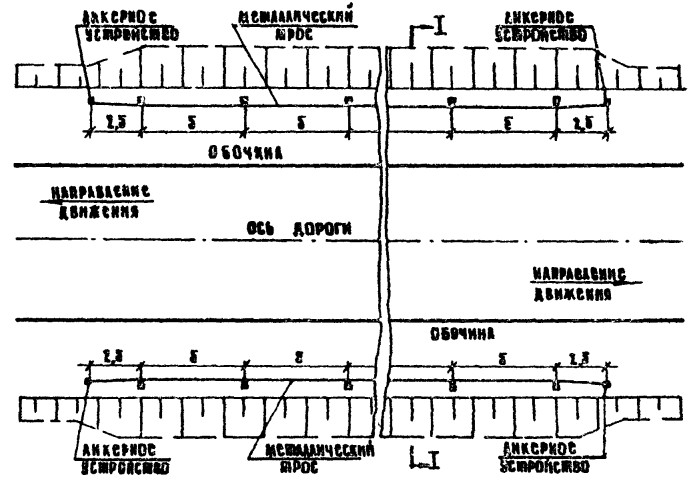 АНКЕРНОЕ
УСТРОЙСТВО
МЕТАЛЛИЧЕСКИЙ
ТРОС
I
АНКЕРНОЕ
УСТРОЙСТВО
2,5 5 5 5 2,5
ОБОЧИНА
НАПРАВЛЕНИЕ
ДВИЖЕНИЯ
ОСЬ ДОРОГИ
НАПРАВЛЕНИЕ
ДВИЖЕНИЯ
ОБОЧИНА
2,5 5 5 5 2,5
АНКЕРНОЕ
УСТРОЙСТВО
МЕТАЛЛИЧЕСКИЙ
ТРОС
I
АНКЕРНОЕ
УСТРОЙСТВО